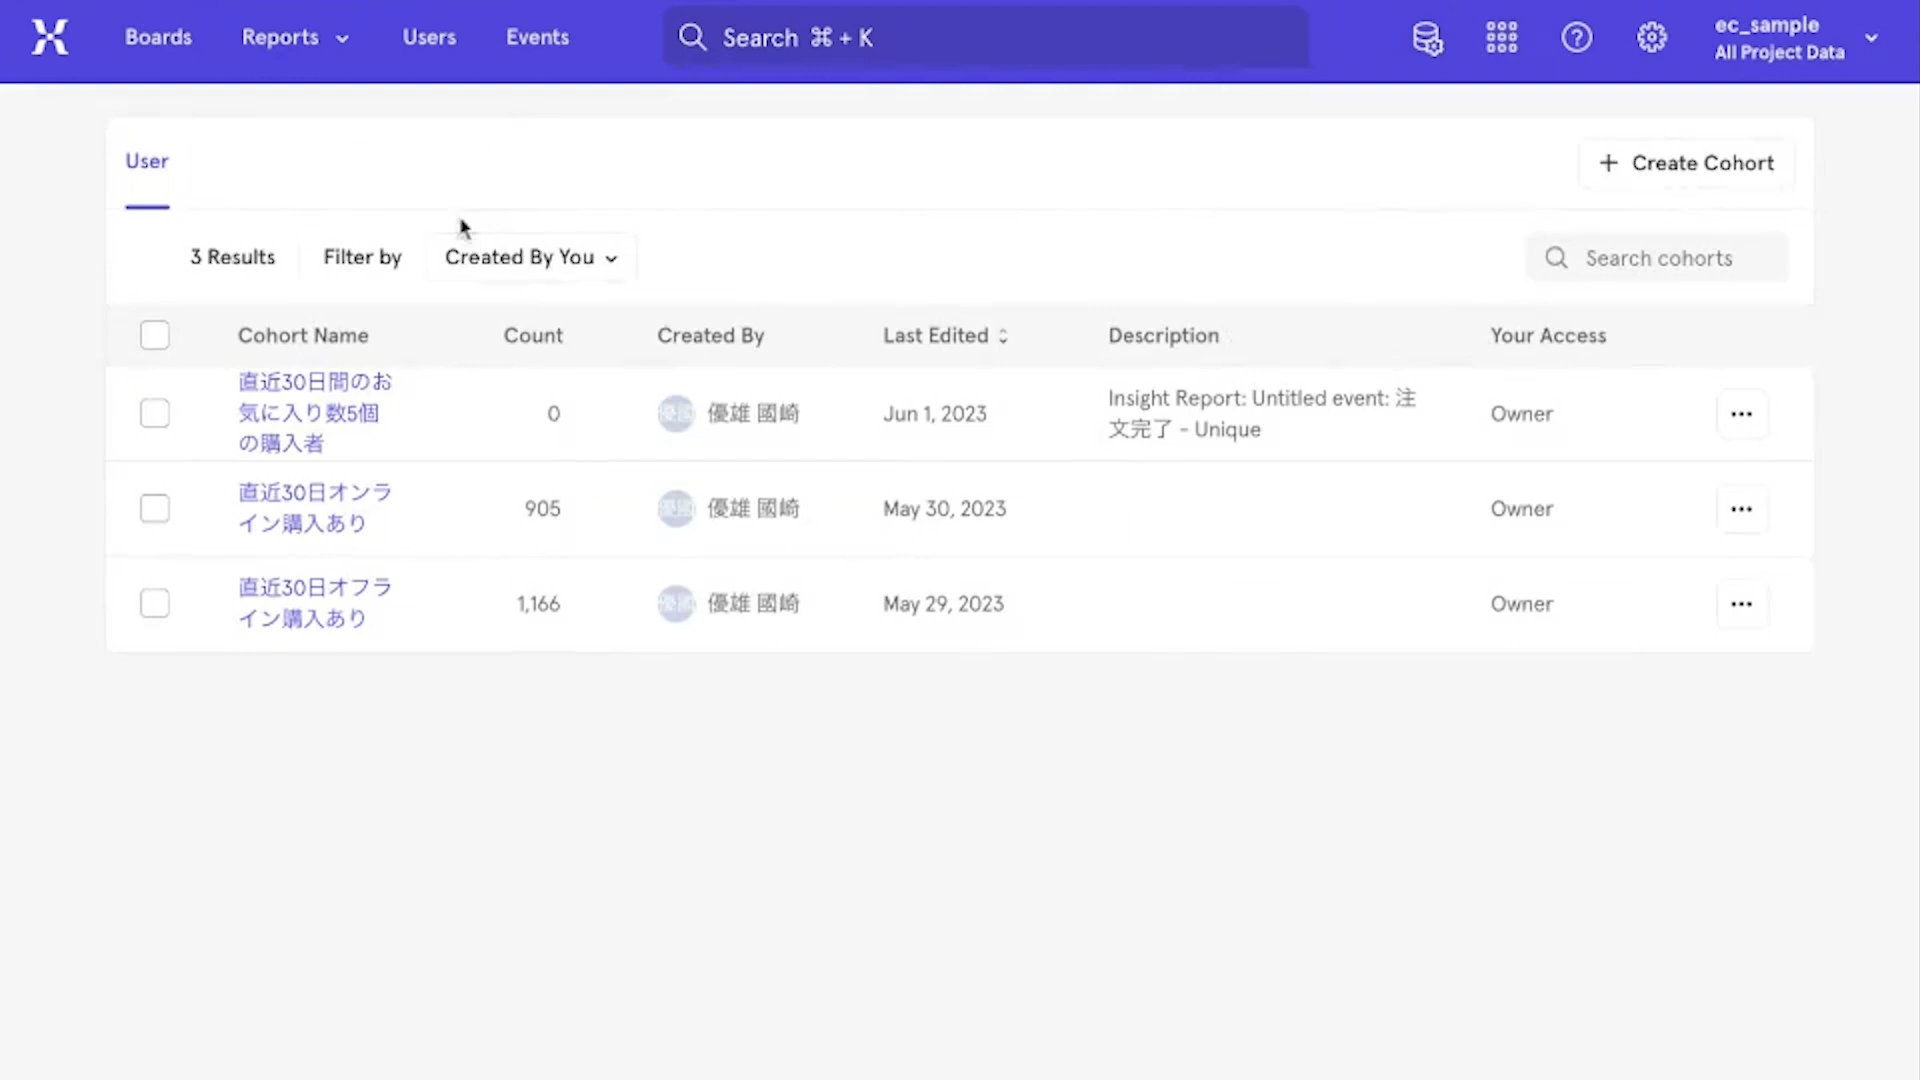 Boards Reports Users Events Search ⌘ + K ec_sample
All Project Data
User
+ Create Cohort
3 Results Filter by Created By You Search cohorts
Cohort Name Count Created By Last Edited Description Your Access
直近30日間のお
気に入り数5個
の購入者
0 優雄 國崎 Jun 1, 2023
Insight Report: Untitled event: 注
文完了 - Unique
Owner
直近30日オンラ
イン購入あり
905 優雄 國崎 May 30, 2023 Owner
直近30日オフラ
イン購入あり
1,166 優雄 國崎 May 29, 2023 Owner